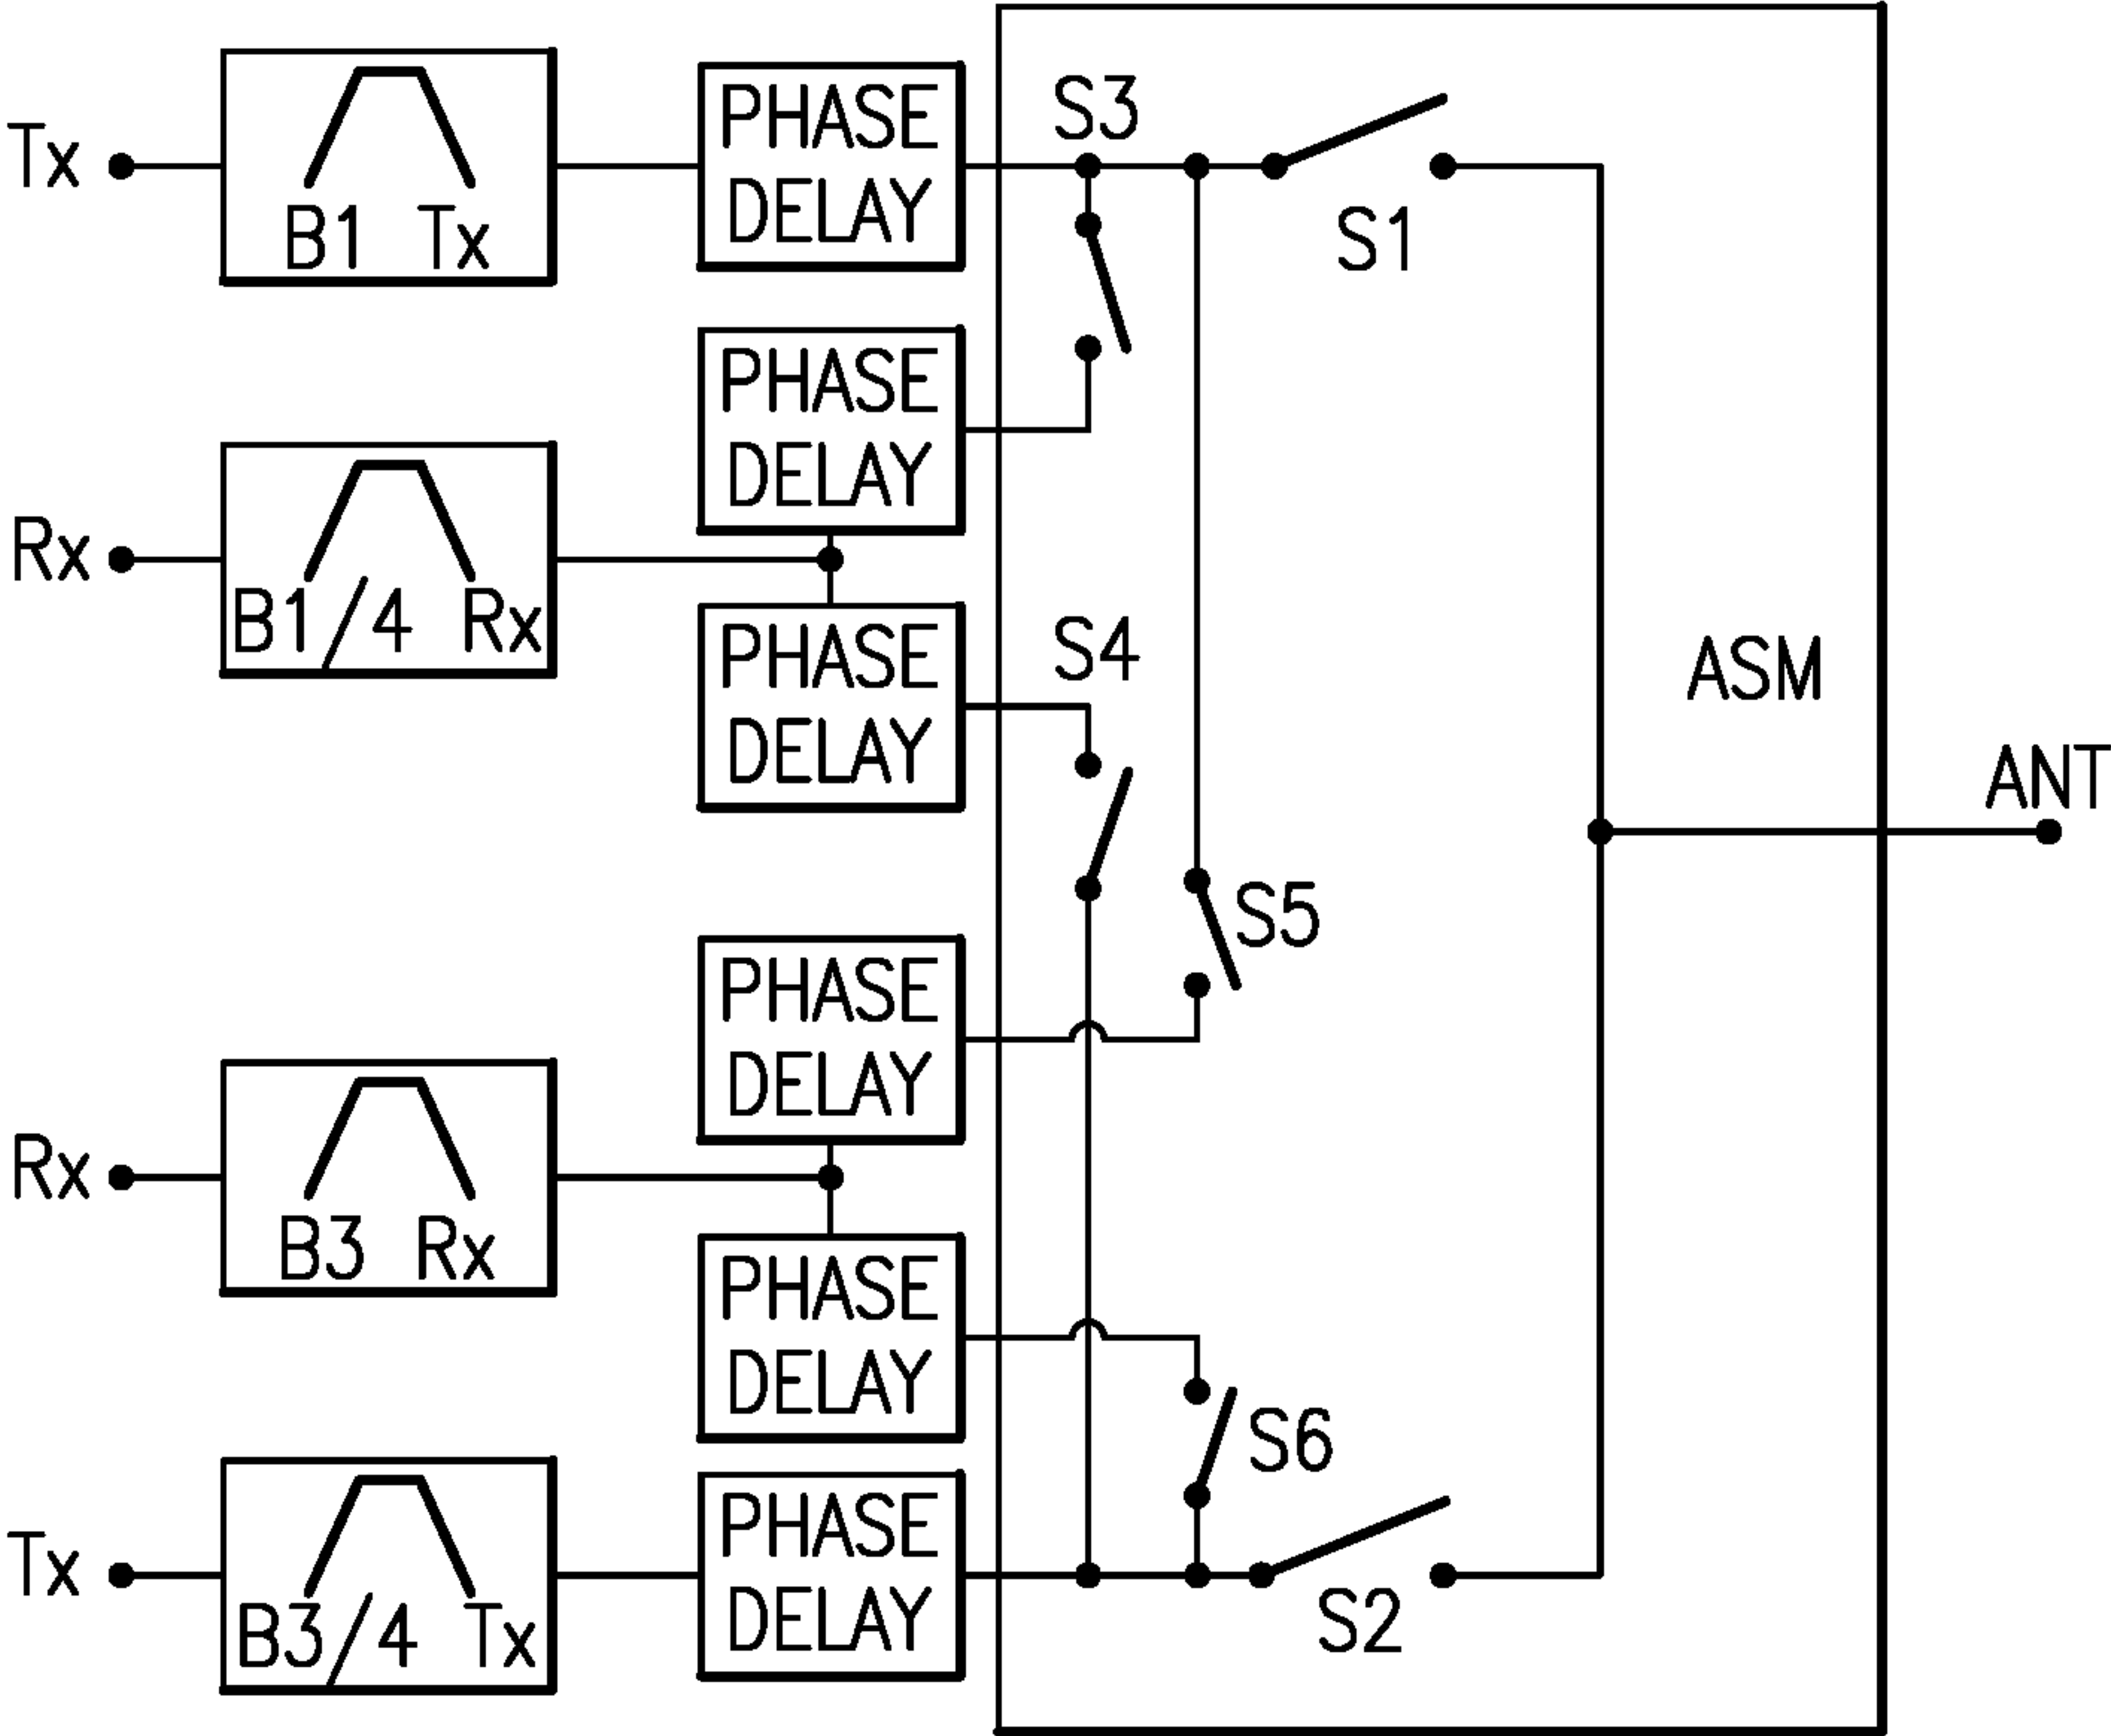 Tx
B1 Tx
PHASE
DELAY
S3
S1
PHASE
DELAY
Rx
B1/4 Rx
PHASE
DELAY
S4
ASM
ANT
S5
PHASE
DELAY
Rx
B3 Rx
PHASE
DELAY
S6
Tx
B3/4 Tx
PHASE
DELAY
S2